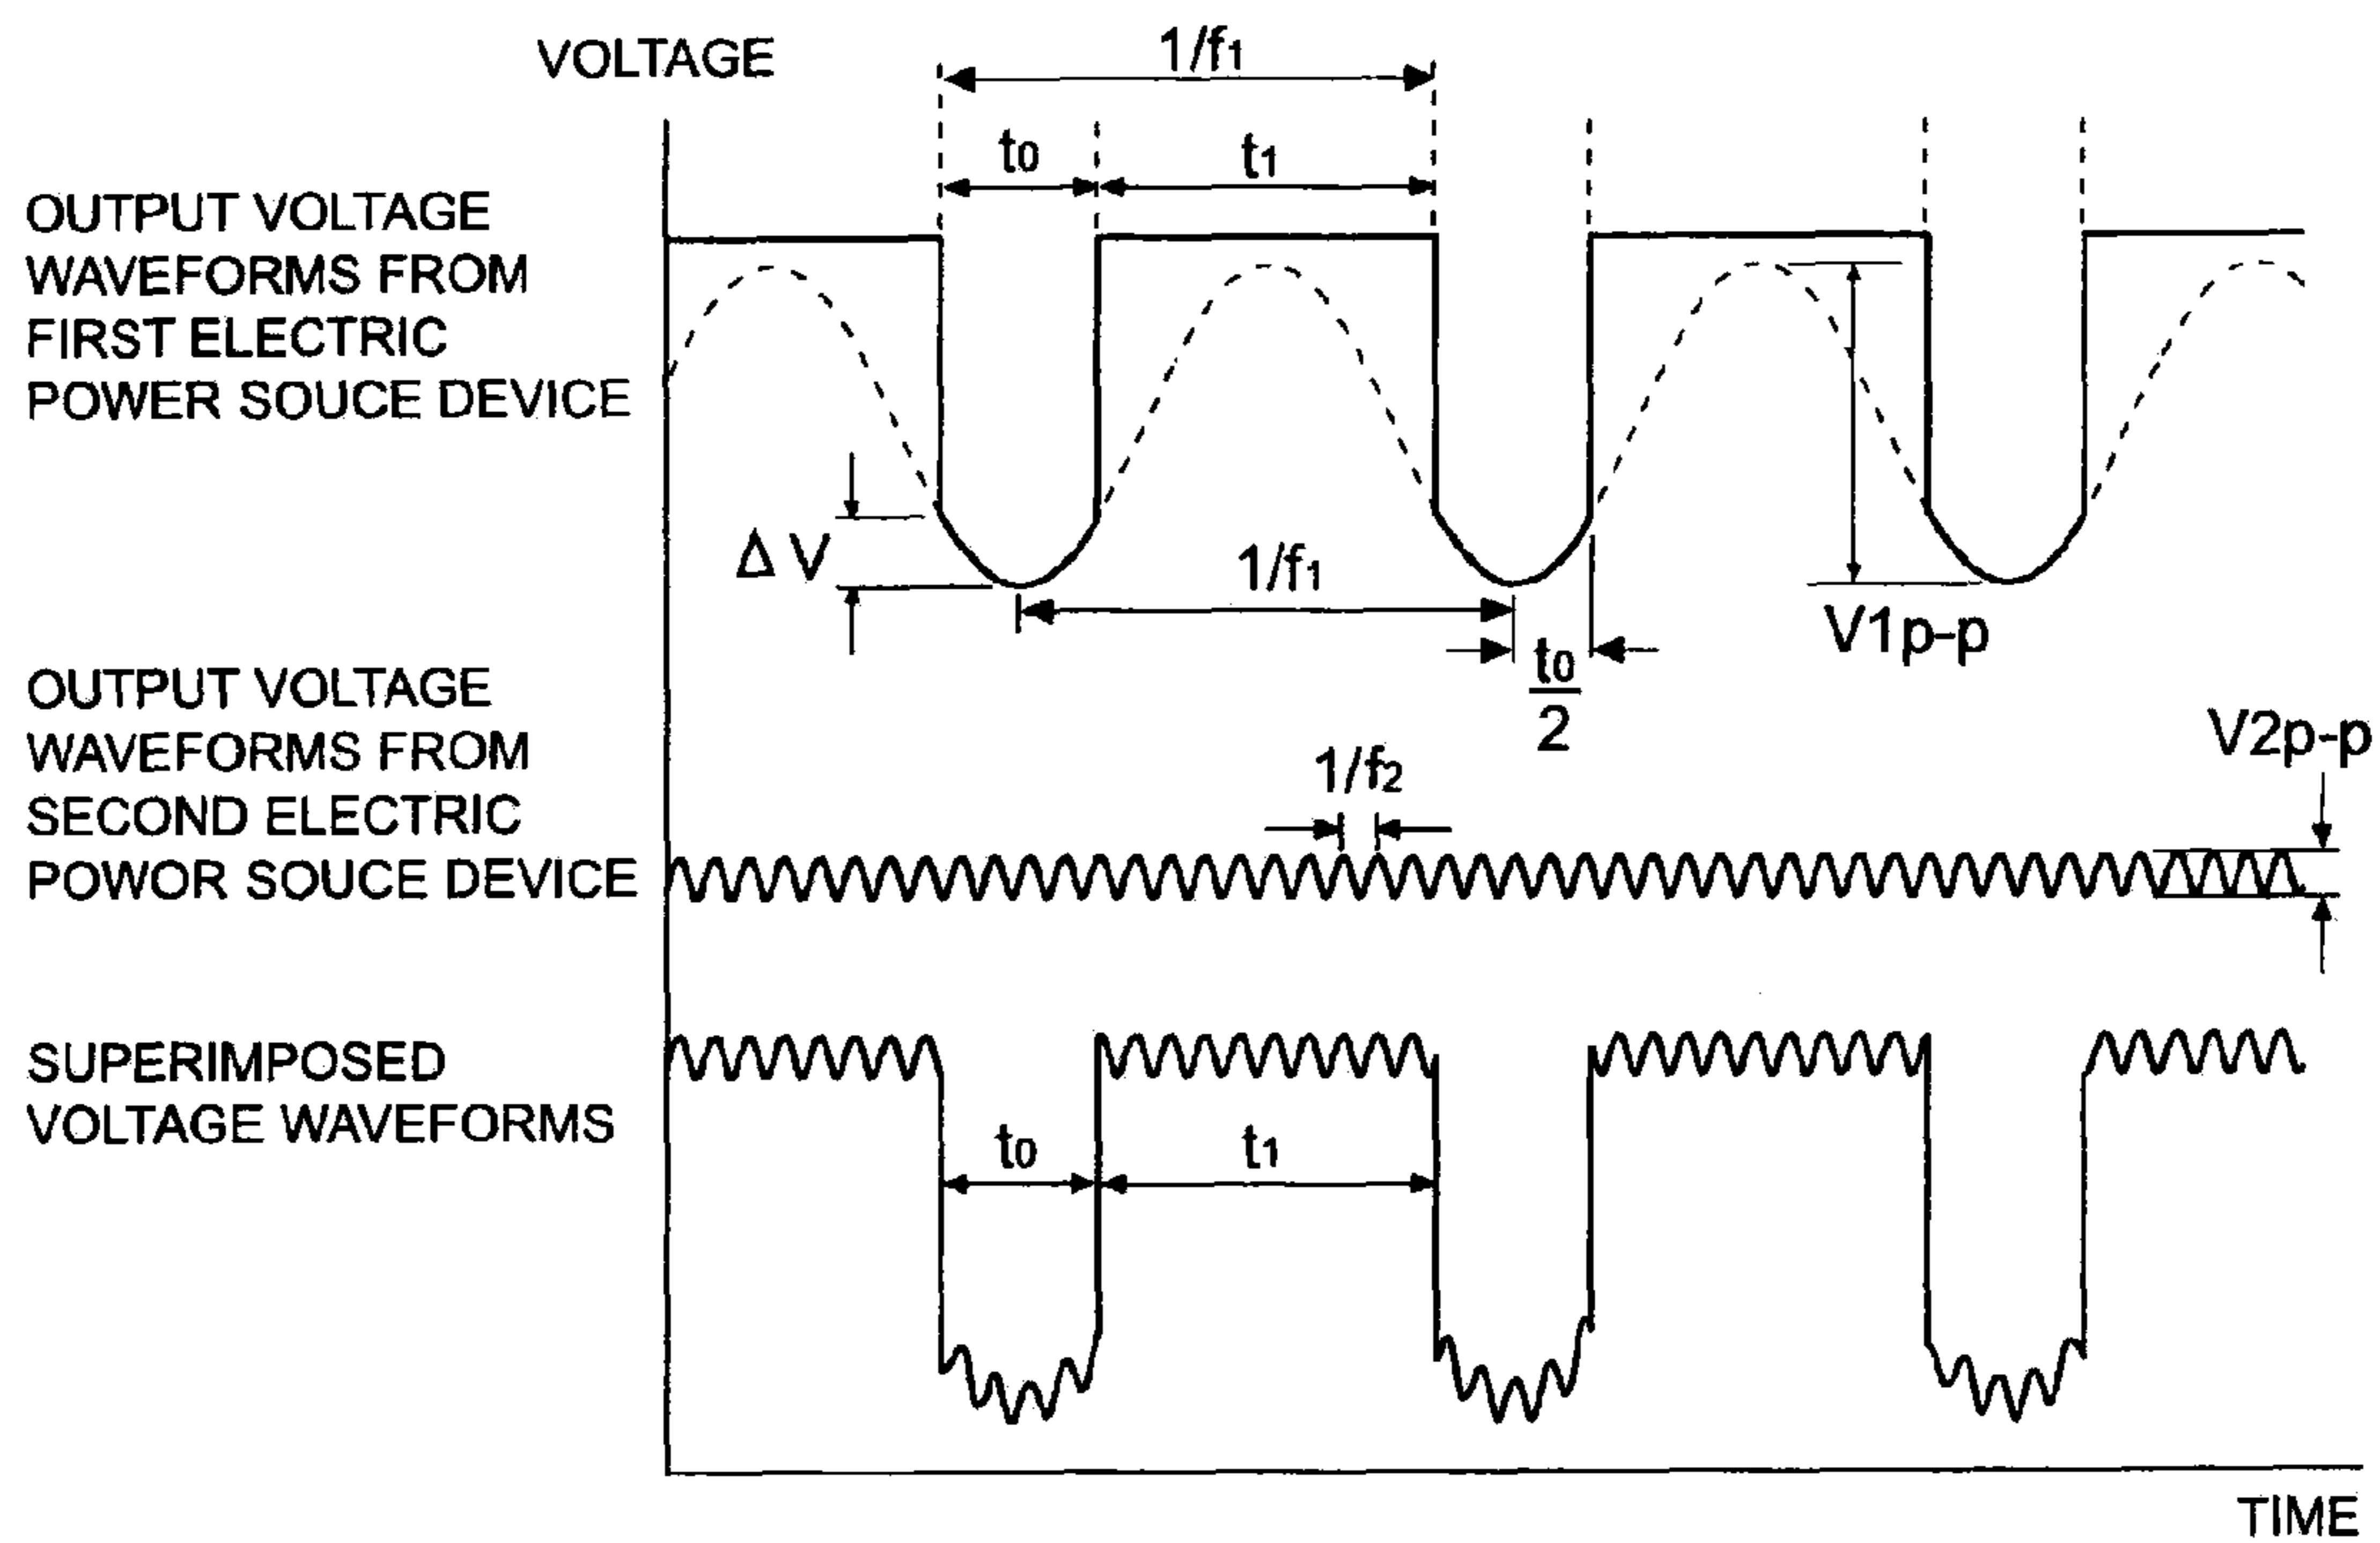 VOLTAGE
1/f1
t0
t1
OUTPUT VOLTAGE
WAVEFORMS FROM
FIRST ELECTRIC
POWER SOUCE DEVICE
Δ V
1/f1
t0
2
V1p-p
OUTPUT VOLTAGE
WAVEFORMS FROM
SECOND ELECTRIC
POWOR SOUCE DEVICE
1/f2
V2p-p
SUPERIMPOSED
VOLTAGE WAVEFORMS
t0
t1
TIME